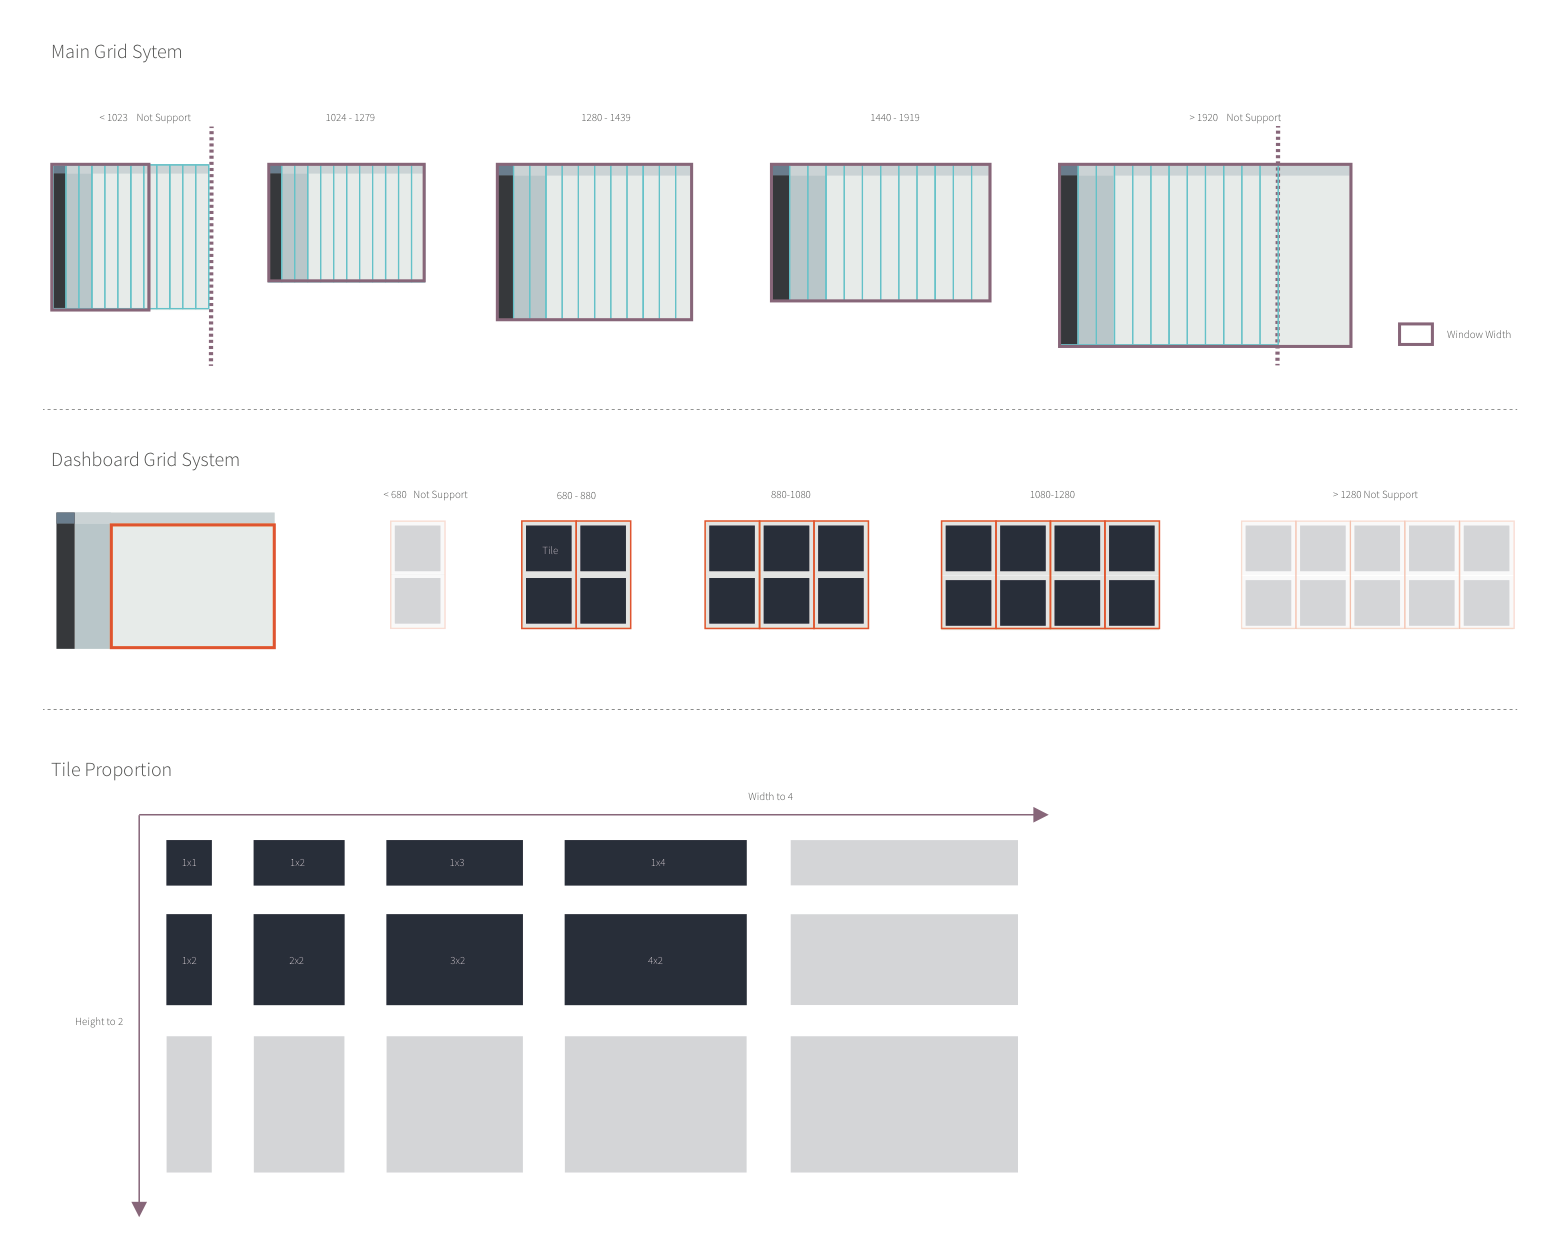 Main Grid Sytem
< 1023 Not Support
1024 - 1279
1280 - 1439
1440 - 1919
> 1920 Not Support
Window Width
Dashboard Grid System
< 680 Not Support
680 - 880
880-1080
1080-1280
> 1280 Not Support
Tile
Tile Proportion
Width to 4
1x1
1x2
1x3
1x4
1x2
2x2
3x2
4x2
Height to 2